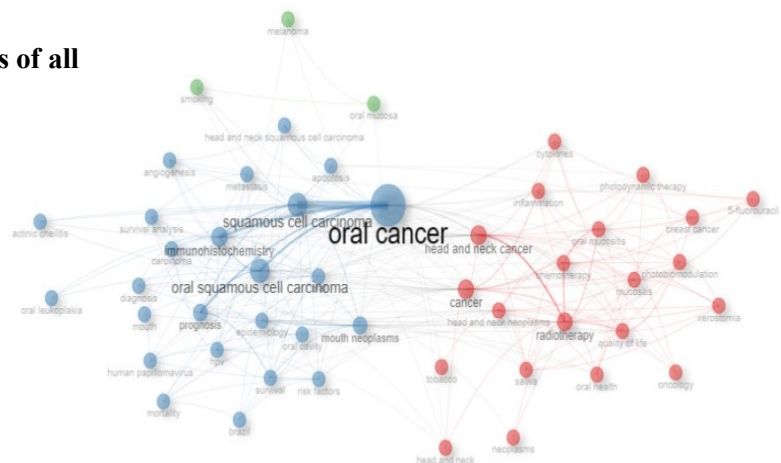 melanoma
s of all
smoking
oral mucosa
head and neck squamous cell carcinoma
cytokines
angiogenesis
apoptosis
metastasis
photodynamic therapy
inflammation
5-fluorouracil
squamous cell carcinoma
actinic cheilitis
survival analysis
oral cancer
oral mucositis
breast cancer
immunohistochemistry
head and neck cancer
carcinoma
chemotherapy
photobiomodulation
oral squamous cell carcinoma
mucositis
diagnosis
cancer
oral leukoplakia
mouth
prognosis
head and neck neoplasms
xerostomia
epidemiology
mouth neoplasms
radiotherapy
oral cavity
quality of life
hpv
human papillomavirus
tobacco
saliva
oral health
oncology
survival
risk factors
mortality
brazil
neoplasms
head and neck